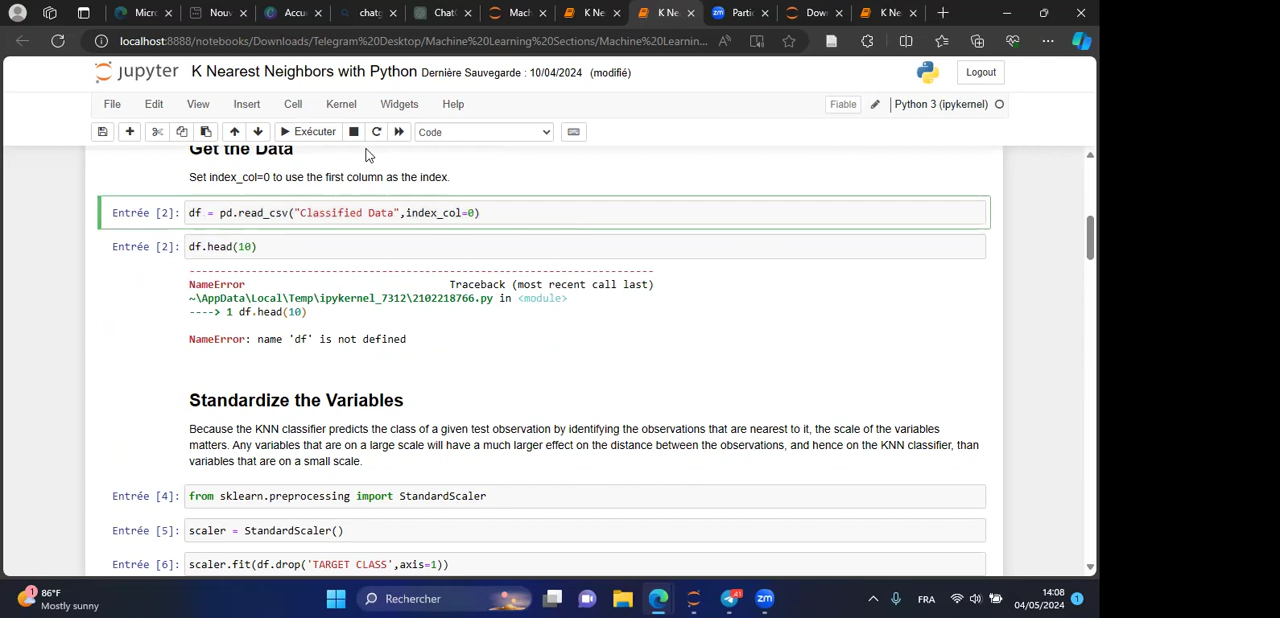 Micro
Nouv
Accue
chatg
ChatG
Mach
K Ne
K Ne
Partic
Down
K Ne
localhost:8888/notebooks/Downloads/Telegram%20Desktop/Machine%20Learning%20Sections/Machine%20Learnin...
jupyter K Nearest Neighbors with Python Dernière Sauvegarde : 10/04/2024 (modifié)
Logout
File Edit View Insert Cell Kernel Widgets Help
Fiable Python 3 (ipykernel)
Exécuter Code
Get the Data
Set index_col=0 to use the first column as the index.
Entrée [2]: df = pd.read_csv("Classified Data",index_col=0)
Entrée [2]: df.head(10)
---------------------------------------------------------------------------
NameError Traceback (most recent call last)
~\AppData\Local\Temp\ipykernel_7312\2102218766.py in <module>
----> 1 df.head(10)
NameError: name 'df' is not defined
Standardize the Variables
Because the KNN classifier predicts the class of a given test observation by identifying the observations that are nearest to it, the scale of the variables
matters. Any variables that are on a large scale will have a much larger effect on the distance between the observations, and hence on the KNN classifier, than
variables that are on a small scale.
Entrée [4]: from sklearn.preprocessing import StandardScaler
Entrée [5]: scaler = StandardScaler()
Entrée [6]: scaler.fit(df.drop('TARGET CLASS',axis=1))
86°F
Mostly sunny
Rechercher
41
zm
FRA
14:08
04/05/2024
1